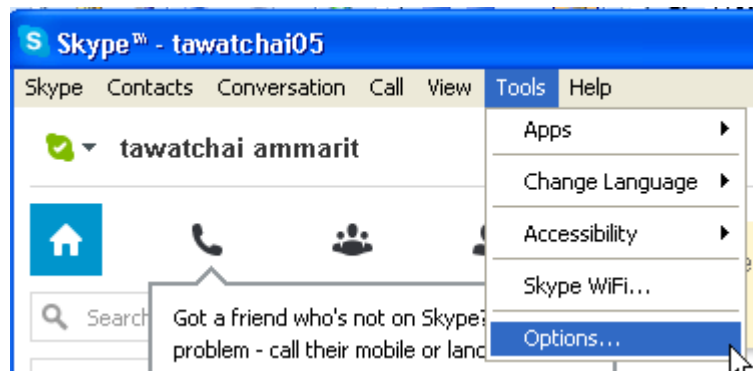 Skype™ - tawatchai05
Skype Contacts Conversation Call View Tools Help
Apps
tawatchai ammarit
Change Language
Accessibility
Skype WiFi...
Search
Got a friend who's not on Skype?
Options...
problem - call their mobile or land